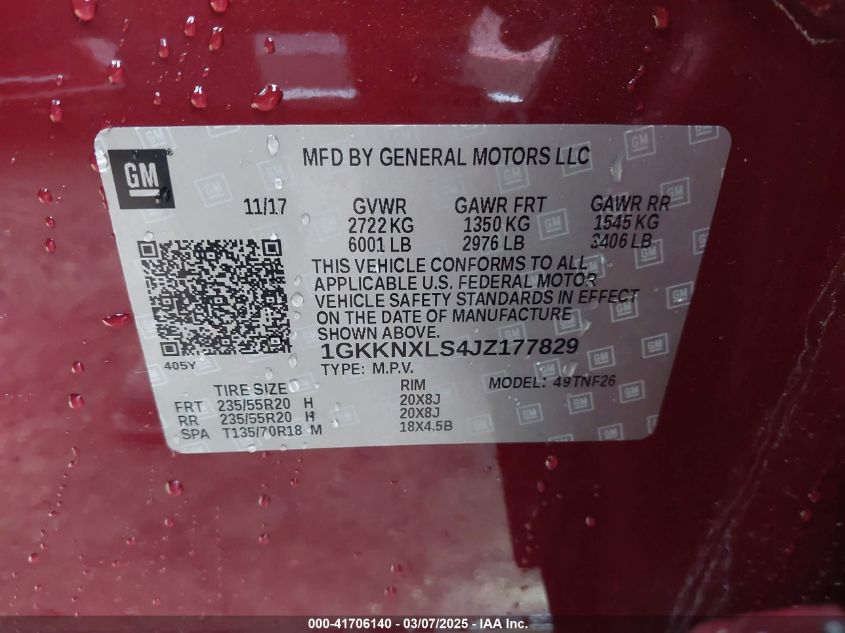 GM
MFD BY GENERAL MOTORS LLC
11/17 GVWR GAWR FRT GAWR RR
2722 KG 1350 KG 1545 KG
6001 LB 2976 LB 3406 LB
THIS VEHICLE CONFORMS TO ALL
APPLICABLE U.S. FEDERAL MOTOR
VEHICLE SAFETY STANDARDS IN EFFECT
ON THE DATE OF MANUFACTURE
SHOWN ABOVE.
1GKKNXLS4JZ177829
405Y
TYPE: M.P.V. MODEL: 49TNF26
TIRE SIZE RIM
FRT 235/55R20 H 20X8J
RR 235/55R20 H 20X8J
SPA T135/70R18 M 18X4.5B
000-41706140 — 03/07/2025 — IAA Inc.